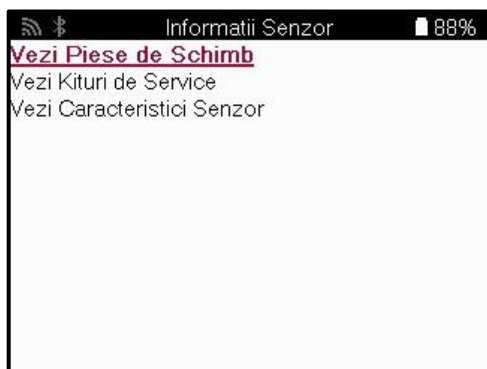 Informatii Senzor 88%
Vezi Piese de Schimb
Vezi Kituri de Service
Vezi Caracteristici Senzor